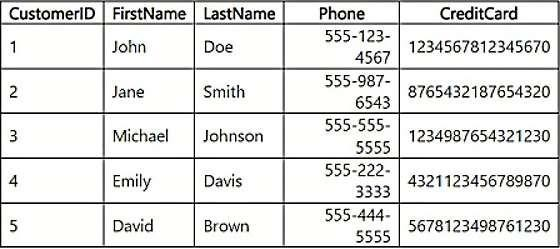 CustomerID FirstName LastName Phone CreditCard
1 John Doe 555-123-4567 1234567812345670
2 Jane Smith 555-987-6543 8765432187654320
3 Michael Johnson 555-555-5555 1234987654321230
4 Emily Davis 555-222-3333 4321123456789870
5 David Brown 555-444-5555 5678123498761230